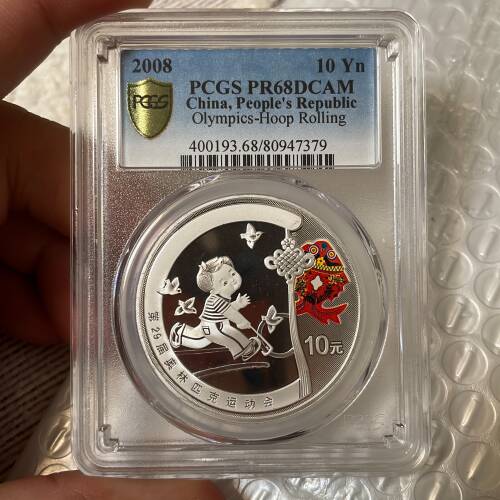 2008 10 Yn
PCGS PCGS PR68DCAM
China, People's Republic
Olympics-Hoop Rolling
400193.68/80947379
10元
第29届奥林匹克运动会